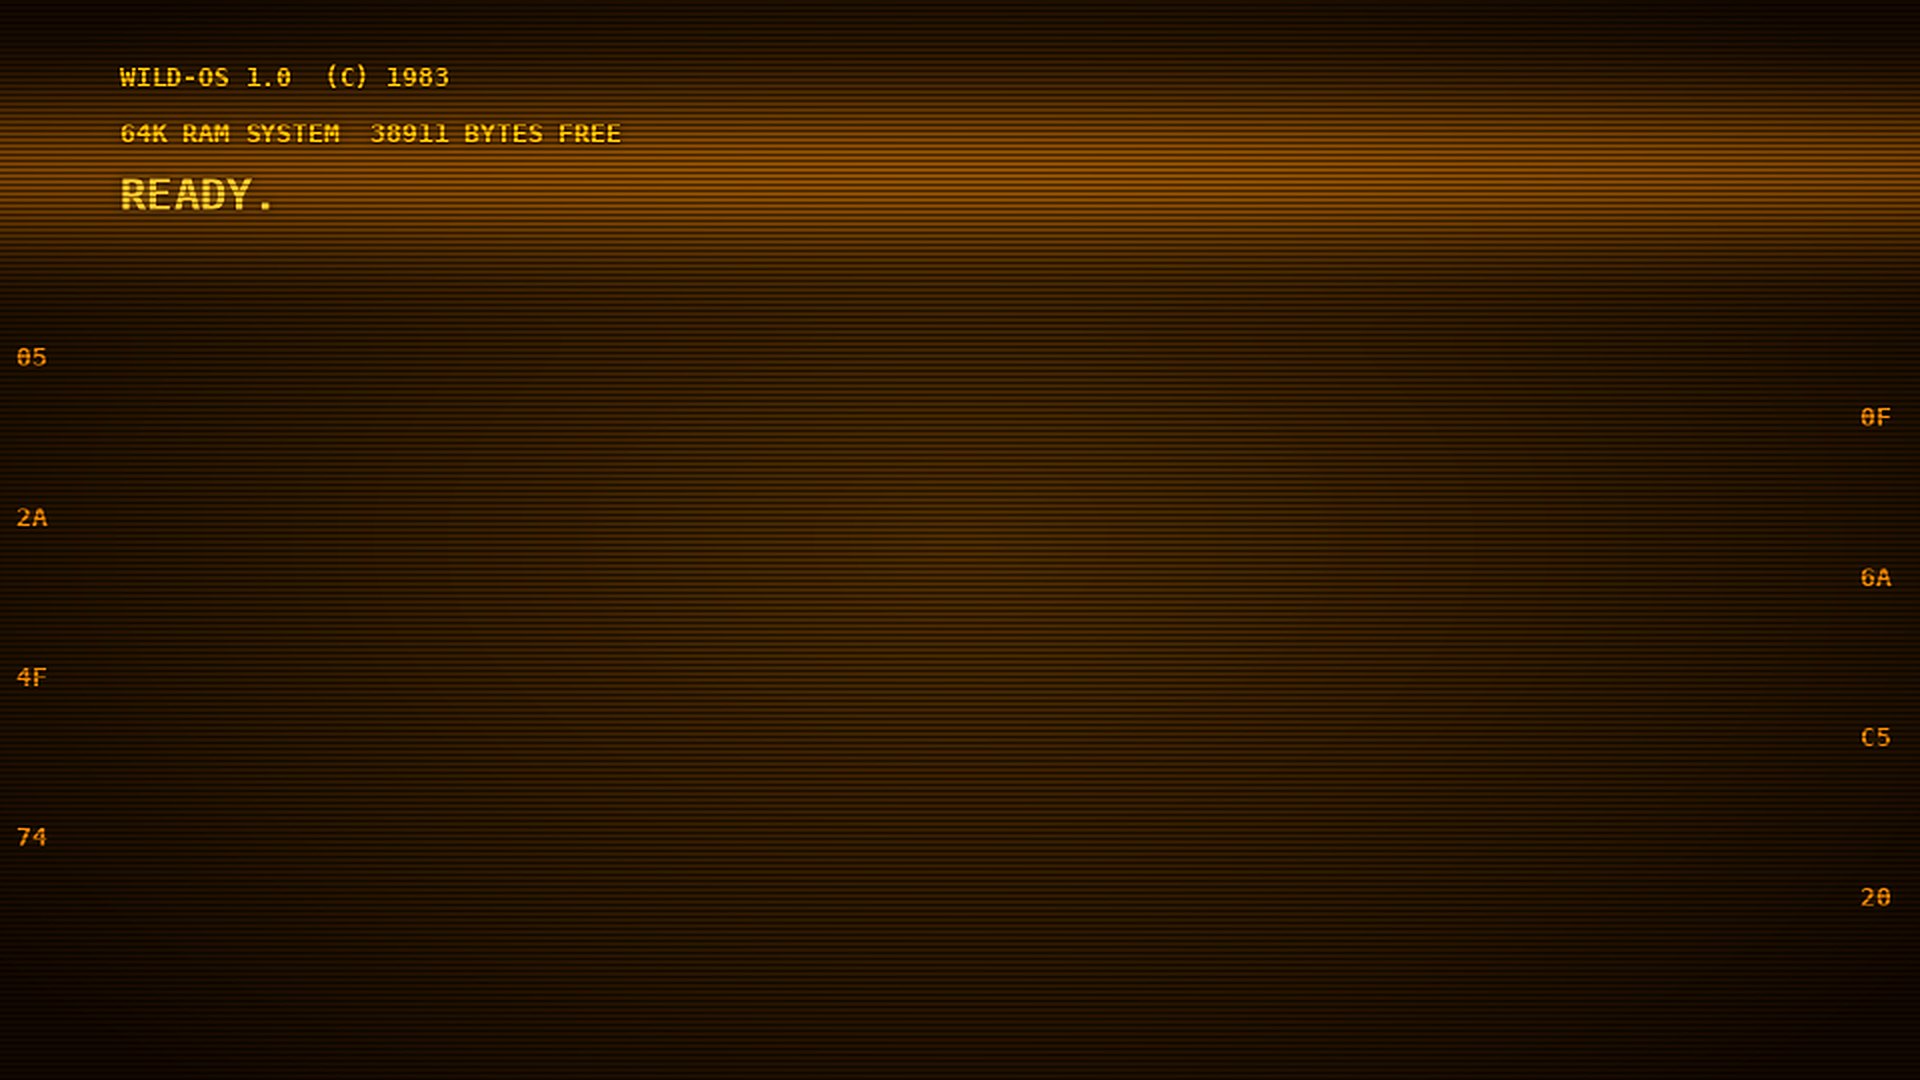 WILD-OS 1.0  (C) 1983
64K RAM SYSTEM  38911 BYTES FREE
READY.
05
0F
2A
6A
4F
C5
74
20